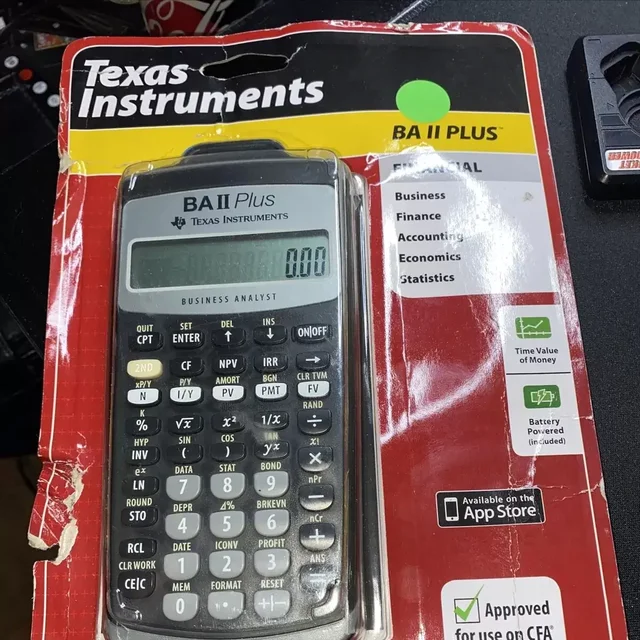 Texas
Instruments
BA II PLUS™
FINANCIAL
Business
Finance
Accounting
Economics
Statistics
Time Value
of Money
Battery
Powered
(included)
Available on the
App Store
Approved
for use on CFA®
BA II Plus
TEXAS INSTRUMENTS
0.00
BUSINESS ANALYST
QUIT SET DEL INS
CPT ENTER ↑ ↓ ON|OFF
2ND CF NPV IRR →
xP/Y P/Y AMORT BGN CLR TVM
N I/Y PV PMT FV
K RAND
% √x x² 1/x ÷
HYP SIN COS TAN x!
INV ( ) yˣ ×
eˣ DATA STAT BOND nPr
LN 7 8 9 −
ROUND DEPR Δ% BRKEVN nCr
STO 4 5 6 +
DATE ICONV PROFIT ANS
RCL 1 2 3 =
CLR WORK MEM FORMAT RESET
CE|C 0 • +|−
POWER